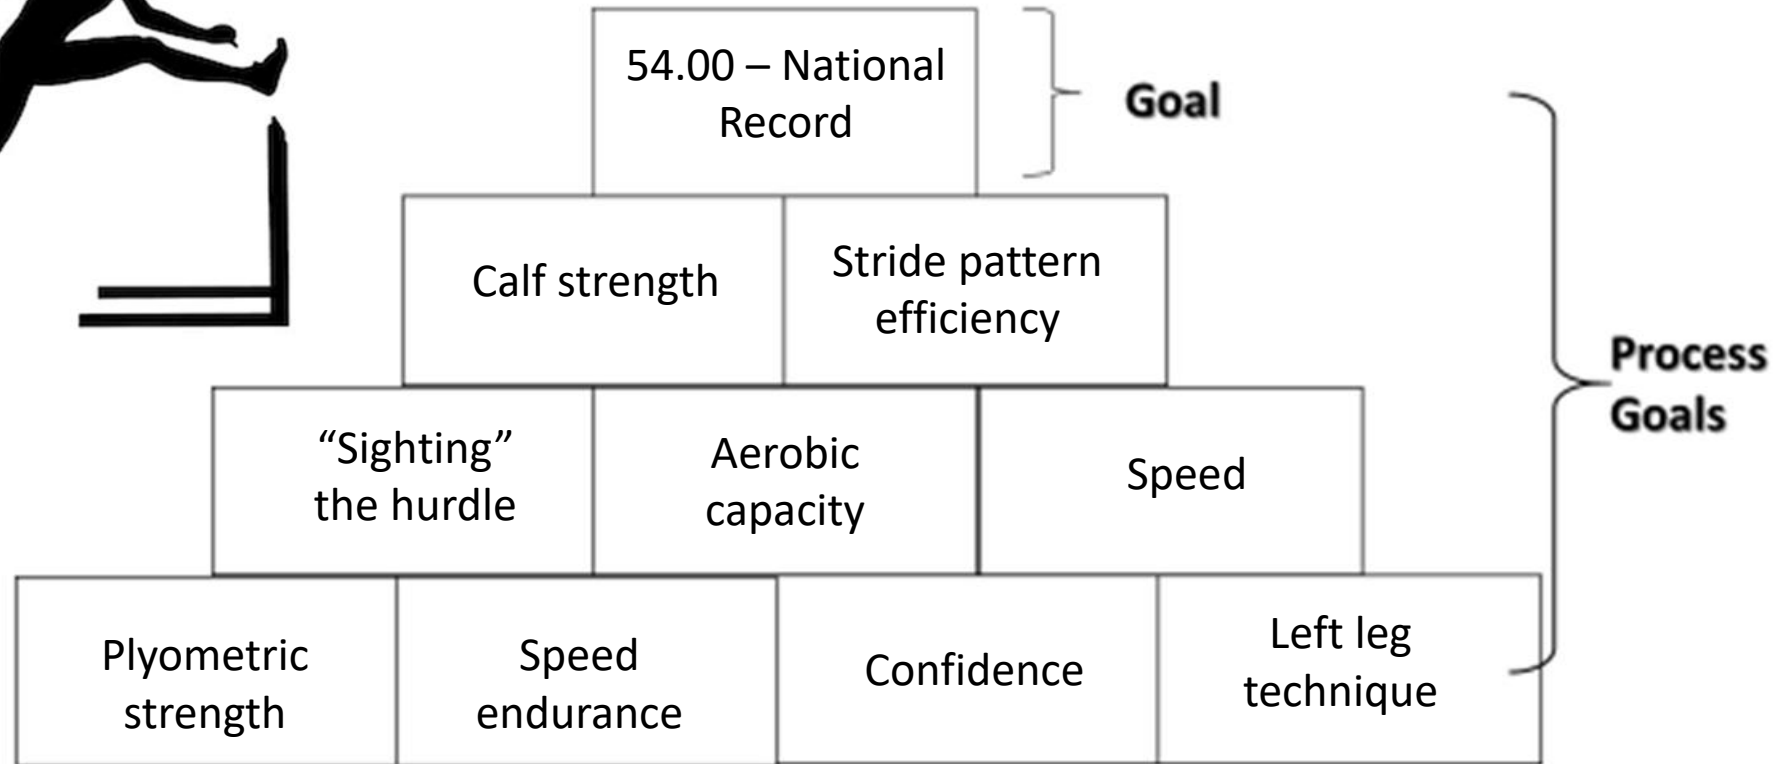 54.00 – National
Record
Goal
Calf strength
Stride pattern
efficiency
Process
Goals
“Sighting”
the hurdle
Aerobic
capacity
Speed
Plyometric
strength
Speed
endurance
Confidence
Left leg
technique